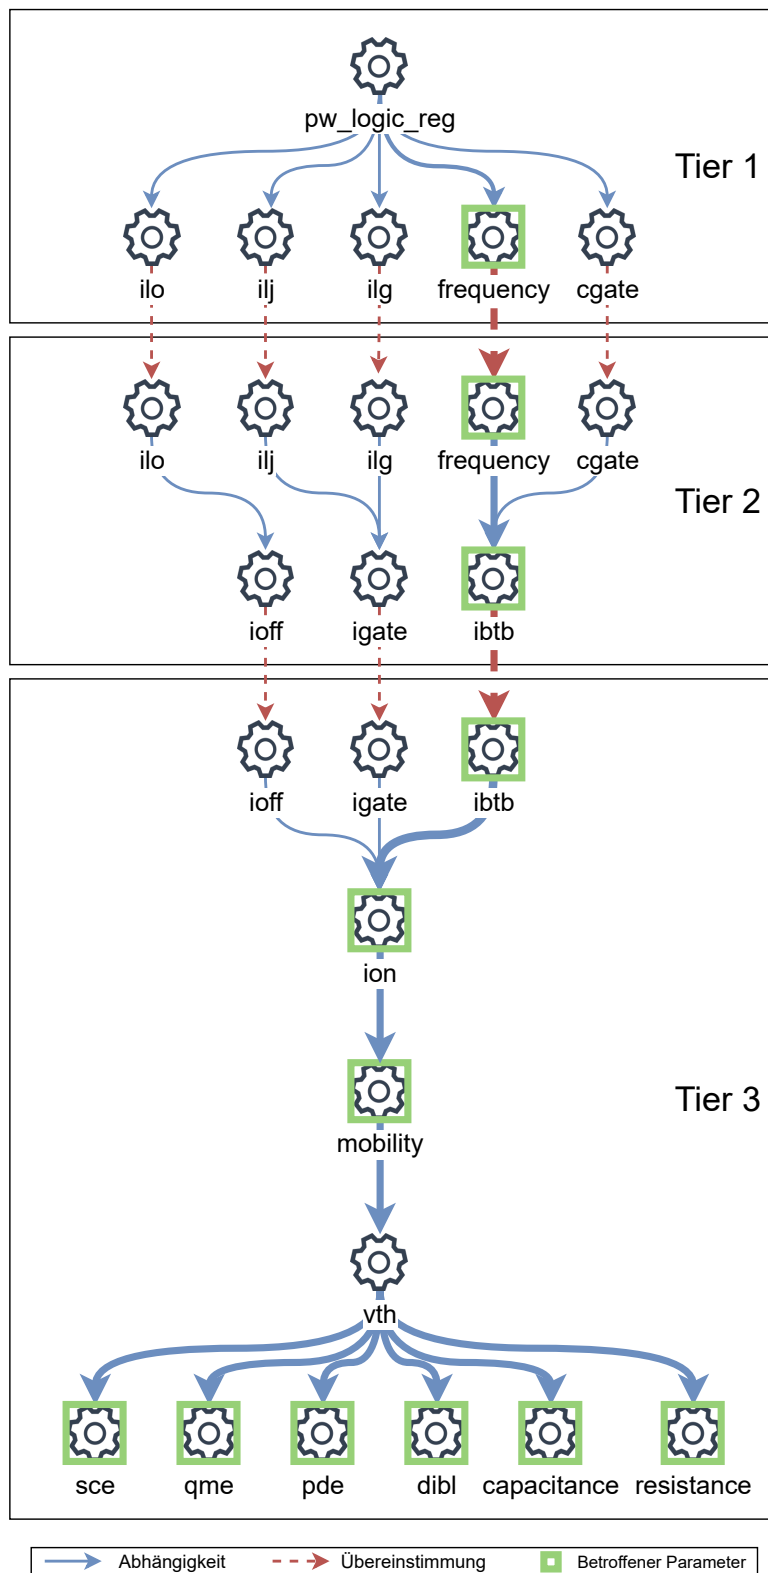 pw_logic_reg
Tier 1
ilo ilj ilg frequency cgate
ilo ilj ilg frequency cgate
Tier 2
ioff igate ibtb
ioff igate ibtb
ion
Tier 3
mobility
vth
sce qme pde dibl capacitance resistance
Abhängigkeit Übereinstimmung Betroffener Parameter